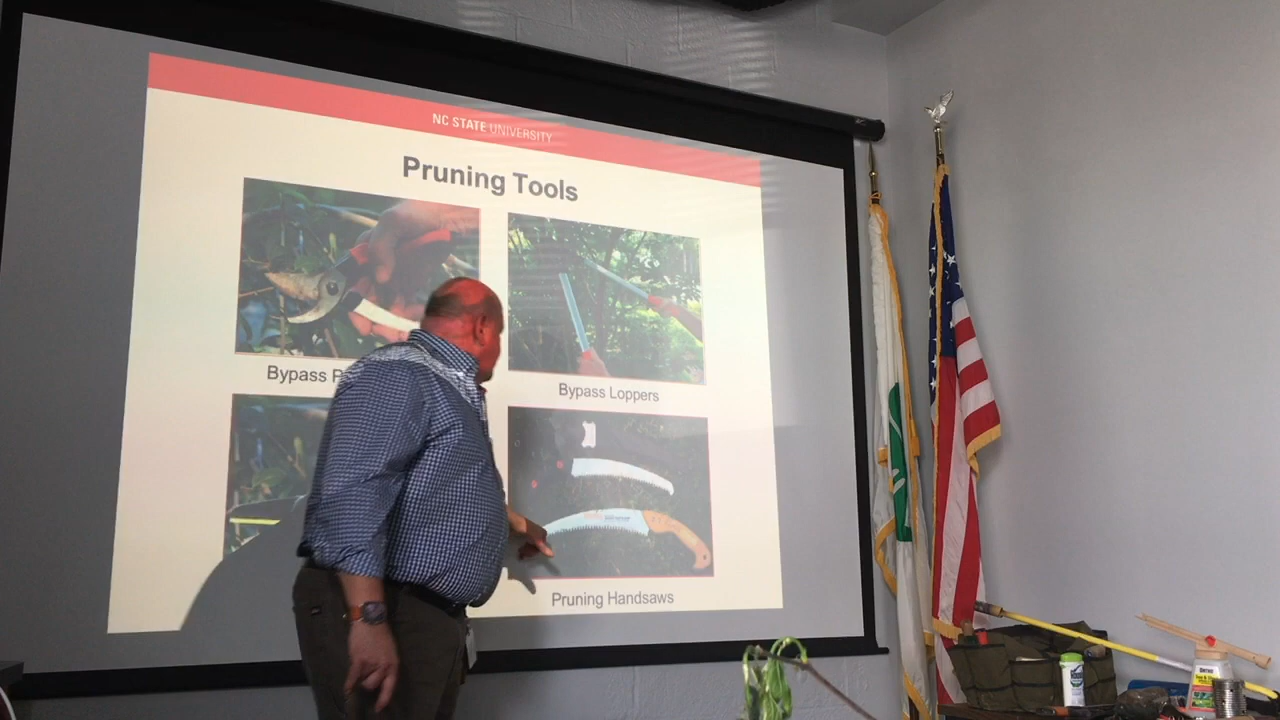 NC STATE UNIVERSITY
Pruning Tools
Bypass
Bypass Loppers
Pruning Handsaws